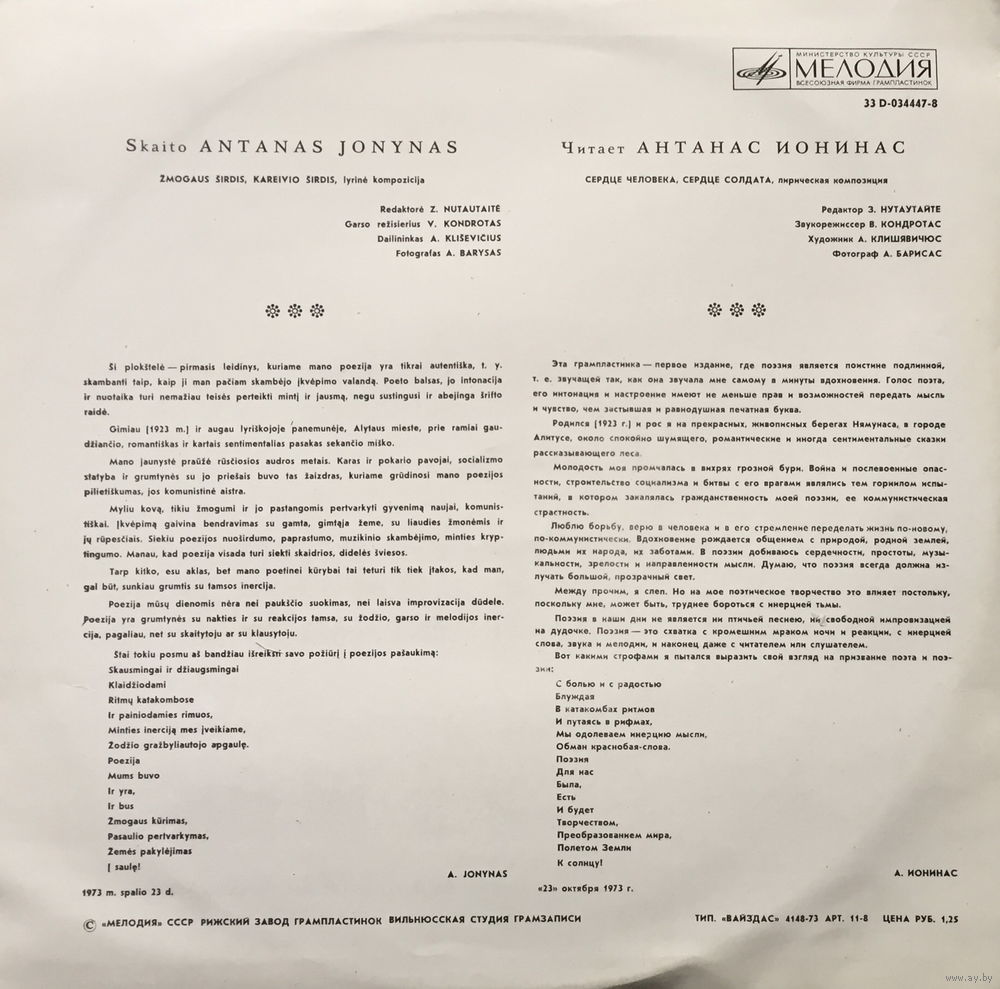 МИНИСТЕРСТВО КУЛЬТУРЫ СССР
МЕЛОДИЯ
ВСЕСОЮЗНАЯ ФИРМА ГРАМПЛАСТИНОК
33 D-034447-8
Skaito ANTANAS JONYNAS
ŽMOGAUS ŠIRDIS, KAREIVIO ŠIRDIS, lyrinė kompozicija
Redaktorė Z. NUTAUTAITĖ
Garso režisierius V. KONDROTAS
Dailininkas A. KLIŠEVIČIUS
Fotografas A. BARYSAS
Ši plokštelė — pirmasis leidinys, kuriame mano poezija yra tikrai autentiška, t. y.
skambanti taip, kaip ji man pačiam skambėjo įkvėpimo valandą. Poeto balsas, jo intonacija
ir nuotaika turi nemažiau teisės perteikti mintį ir jausmą, negu sustingusi ir abejinga šrifto
raidė.
Gimiau [1923 m.] ir augau lyriškojoje panemunėje, Alytaus mieste, prie ramiai gau-
džiančio, romantiškas ir kartais sentimentalias pasakas sekančio miško.
Mano jaunystė praūžė rūsčiosios audros metais. Karas ir pokario pavojai, socializmo
statyba ir grumtynės su jo priešais buvo tas žaizdras, kuriame grūdinosi mano poezijos
pilietiškumas, jos komunistinė aistra.
Myliu kovą, tikiu žmogumi ir jo pastangomis pertvarkyti gyvenimą naujai, komunis-
tiškai. Įkvėpimą gaivina bendravimas su gamta, gimtąja žeme, su liaudies žmonėmis ir
jų rūpesčiais. Siekiu poezijos nuoširdumo, paprastumo, muzikinio skambėjimo, minties kryp-
tingumo. Manau, kad poezija visada turi siekti skaidrios, didelės šviesos.
Tarp kitko, esu aklas, bet mano poetinei kūrybai tai teturi tik tiek įtakos, kad man,
gal būt, sunkiau grumtis su tamsos inercija.
Poezija mūsų dienomis nėra nei paukščio suokimas, nei laisva improvizacija dūdele.
Poezija yra grumtynės su nakties ir su reakcijos tamsa, su žodžio, garso ir melodijos iner-
cija, pagaliau, net su skaitytoju ar su klausytoju.
Štai tokiu posmu aš bandžiau išreikšti savo požiūrį į poezijos pašaukimą:
Skausmingai ir džiaugsmingai
Klaidžiodami
Ritmų katakombose
Ir painiodamies rimuos,
Minties inerciją mes įveikiame,
Žodžio gražbyliautojo apgaulę.
Poezija
Mums buvo
Ir yra,
Ir bus
Žmogaus kūrimas,
Pasaulio pertvarkymas,
Žemės pakylėjimas
Į saulę!
A. JONYNAS
1973 m. spalio 23 d.
Читает АНТАНАС ИОНИНАС
СЕРДЦЕ ЧЕЛОВЕКА, СЕРДЦЕ СОЛДАТА, лирическая композиция
Редактор З. НУТАУТАЙТЕ
Звукорежиссер В. КОНДРОТАС
Художник А. КЛИШЯВИЧЮС
Фотограф А. БАРИСАС
Эта грампластинка — первое издание, где поэзия является поистине подлинной,
т. е. звучащей так, как она звучала мне самому в минуты вдохновения. Голос поэта,
его интонация и настроение имеют не меньше прав и возможностей передать мысль
и чувство, чем застывшая и равнодушная печатная буква.
Родился [1923 г.] и рос я на прекрасных, живописных берегах Нямунаса, в городе
Алитусе, около спокойно шумящего, романтические и иногда сентиментальные сказки
рассказывающего леса.
Молодость моя промчалась в вихрях грозной бури. Война и послевоенные опас-
ности, строительство социализма и битвы с его врагами являлись тем горнилом испы-
таний, в котором закалялась гражданственность моей поэзии, ее коммунистическая
страстность.
Люблю борьбу, верю в человека и в его стремление переделать жизнь по-новому,
по-коммунистически. Вдохновение рождается общением с природой, родной землей,
людьми их народа, их заботами. В поэзии добиваюсь сердечности, простоты, музы-
кальности, зрелости и направленности мысли. Думаю, что поэзия всегда должна из-
лучать большой, прозрачный свет.
Между прочим, я слеп. Но на мое поэтическое творчество это влияет постольку,
поскольку мне, может быть, труднее бороться с инерцией тьмы.
Поэзия в наши дни не является ни птичьей песнею, ни свободной импровизацией
на дудочке. Поэзия — это схватка с кромешним мраком ночи и реакции, с инерцией
слова, звука и мелодии, и наконец даже с читателем или слушателем.
Вот какими строфами я пытался выразить свой взгляд на призвание поэта и поэ-
зии:
С болью и с радостью
Блуждая
В катакомбах ритмов
И путаясь в рифмах,
Мы одолеваем инерцию мысли,
Обман краснобая-слова.
Поэзия
Для нас
Была,
Есть
И будет
Творчеством,
Преобразованием мира,
Полетом Земли
К солнцу!
А. ИОНИНАС
«23» октября 1973 г.
© «МЕЛОДИЯ» СССР РИЖСКИЙ ЗАВОД ГРАМПЛАСТИНОК ВИЛЬНЮССКАЯ СТУДИЯ ГРАМЗАПИСИ
ТИП. «ВАЙЗДАС» 4148-73 АРТ. 11-8 ЦЕНА РУБ. 1,25
www.ay.by